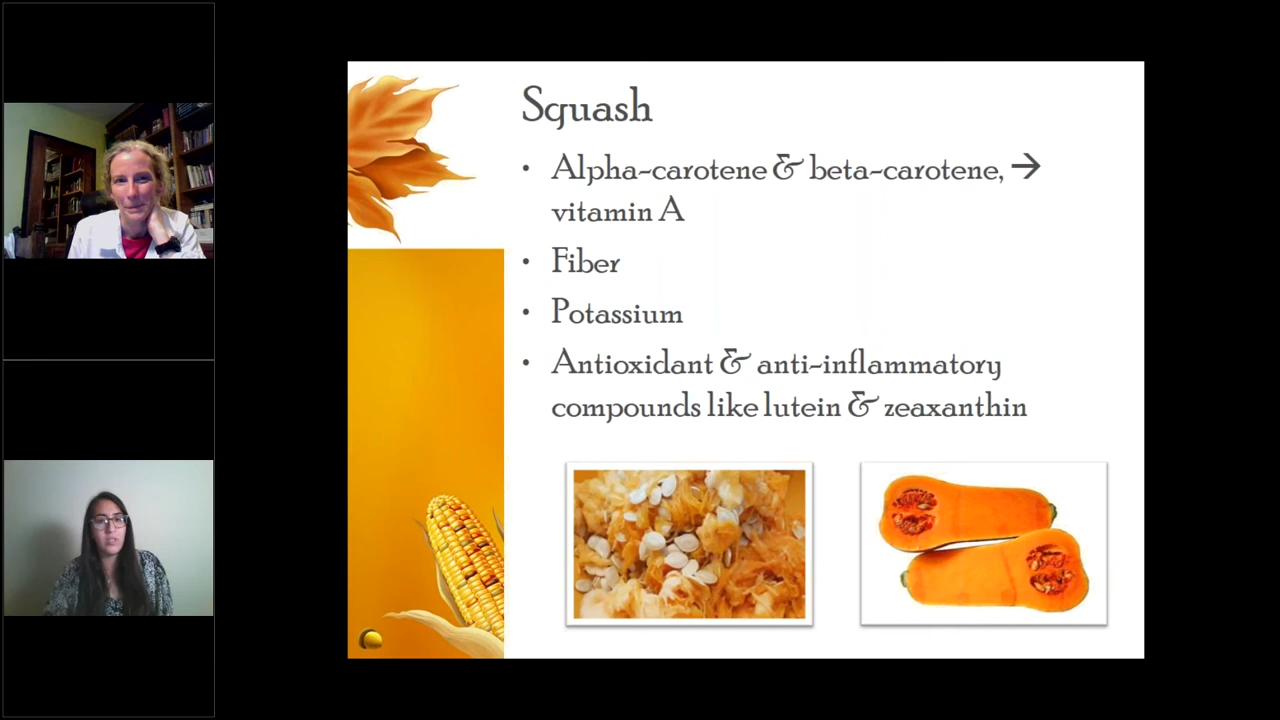 Squash
• Alpha-carotene & beta-carotene, →
vitamin A
• Fiber
• Potassium
• Antioxidant & anti-inflammatory
compounds like lutein & zeaxanthin